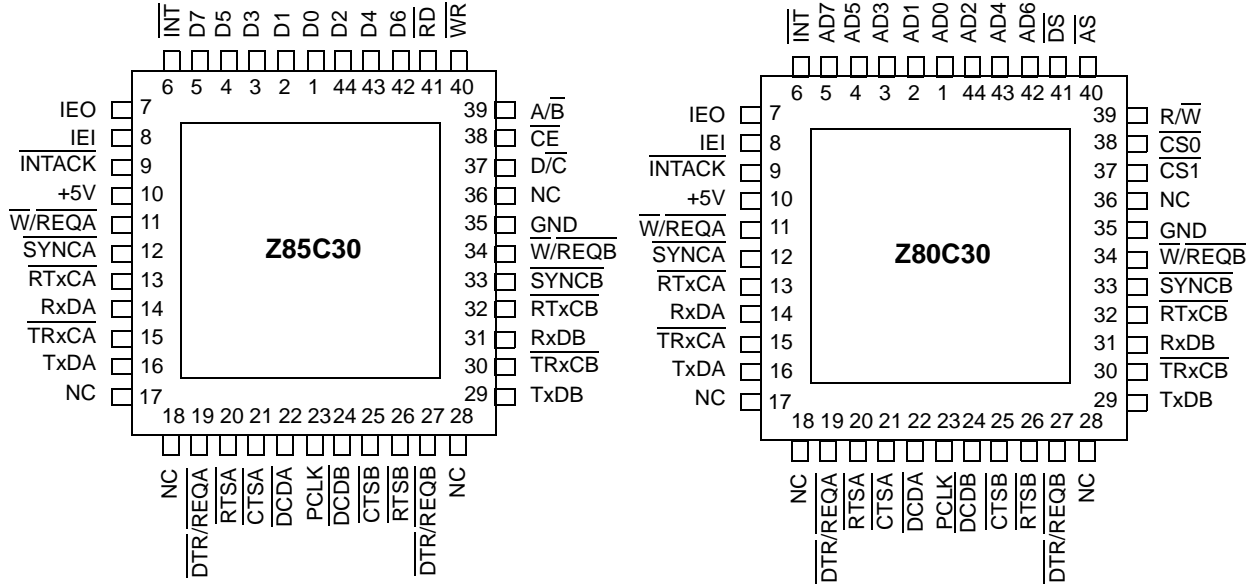 INT D7 D5 D3 D1 D0 D2 D4 D6 RD WR
6 5 4 3 2 1 44 43 42 41 40
IEO 7
IEI 8
INTACK 9
+5V 10
W/REQA 11
SYNCA 12
RTxCA 13
RxDA 14
TRxCA 15
TxDA 16
NC 17
Z85C30
39 A/B
38 CE
37 D/C
36 NC
35 GND
34 W/REQB
33 SYNCB
32 RTxCB
31 RxDB
30 TRxCB
29 TxDB
18 19 20 21 22 23 24 25 26 27 28
NC DTR/REQA RTSA CTSA DCDA PCLK DCDB CTSB RTSB DTR/REQB NC
INT AD7 AD5 AD3 AD1 AD0 AD2 AD4 AD6 DS AS
6 5 4 3 2 1 44 43 42 41 40
IEO 7
IEI 8
INTACK 9
+5V 10
W/REQA 11
SYNCA 12
RTxCA 13
RxDA 14
TRxCA 15
TxDA 16
NC 17
Z80C30
39 R/W
38 CS0
37 CS1
36 NC
35 GND
34 W/REQB
33 SYNCB
32 RTxCB
31 RxDB
30 TRxCB
29 TxDB
18 19 20 21 22 23 24 25 26 27 28
NC DTR/REQA RTSA CTSA DCDA PCLK DCDB CTSB RTSB DTR/REQB NC